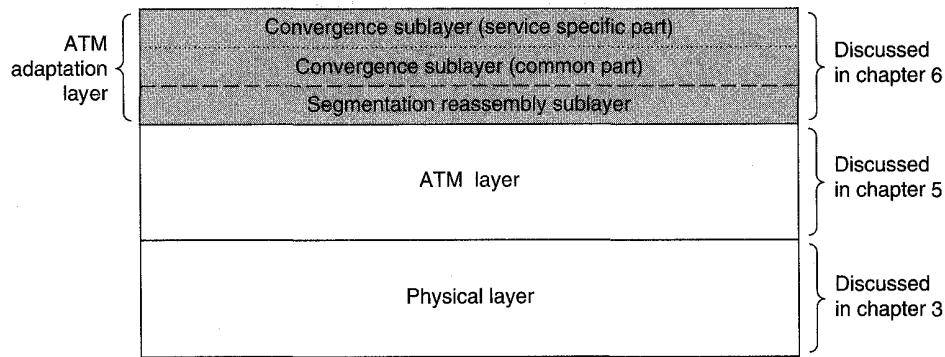 ATM
adaptation
layer
Convergence sublayer (service specific part)
Convergence sublayer (common part)
Segmentation reassembly sublayer
Discussed
in chapter 6
ATM layer
Discussed
in chapter 5
Physical layer
Discussed
in chapter 3